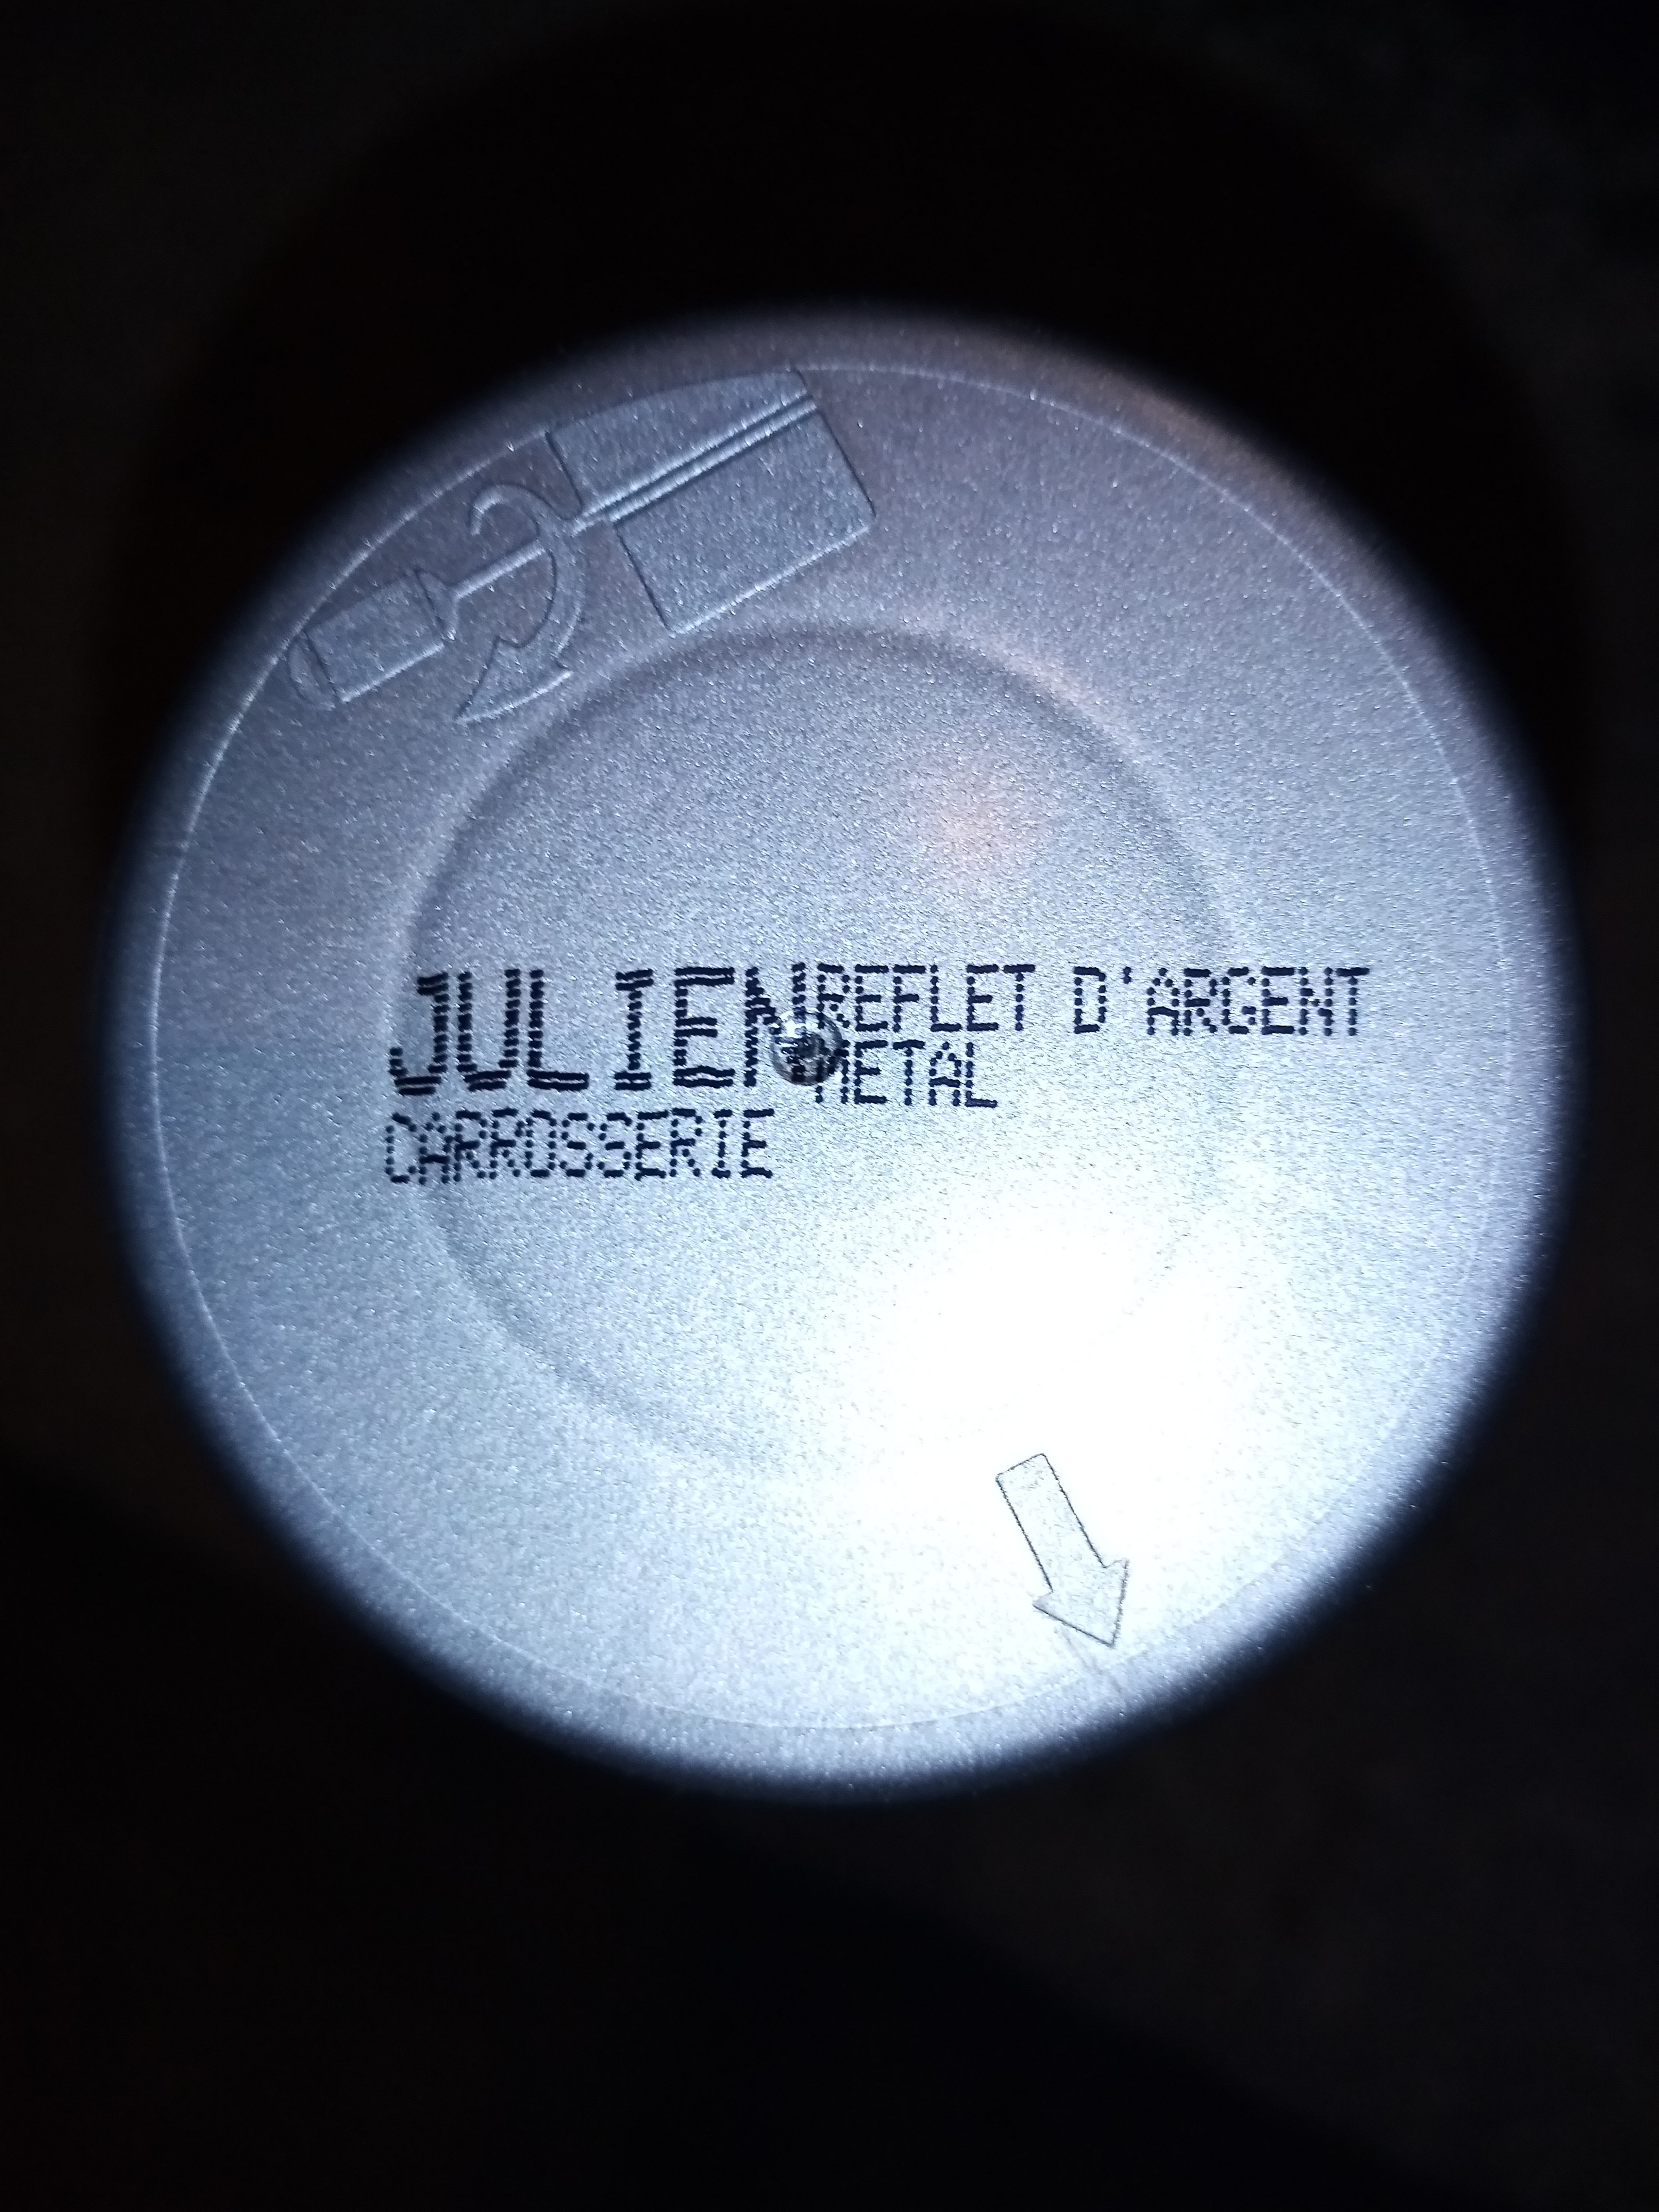 JULIEN REFLET D'ARGENT
METAL
CARROSSERIE